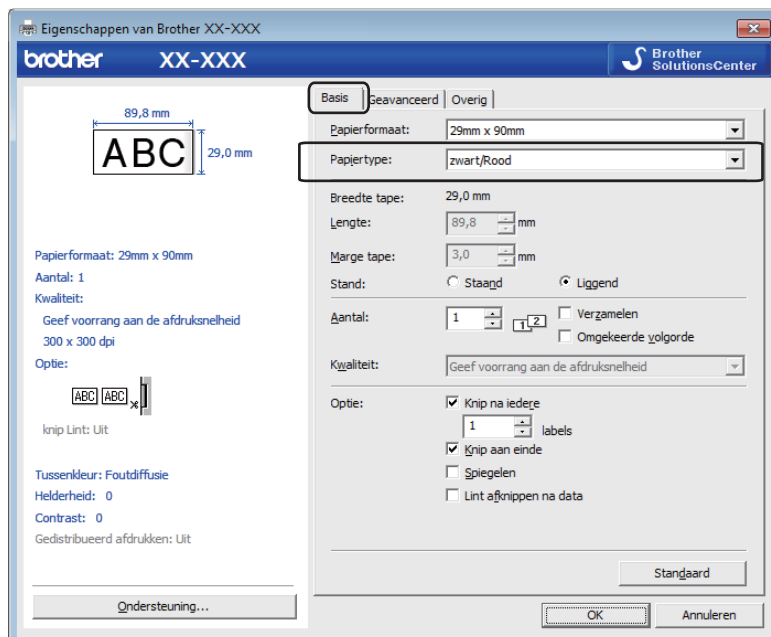 Eigenschappen van Brother XX-XXX
brother XX-XXX
Brother
SolutionsCenter
89,8 mm
ABC
29,0 mm
Papierformaat: 29mm x 90mm
Aantal: 1
Kwaliteit:
Geef voorrang aan de afdruksnelheid
300 x 300 dpi
Optie:
ABC ABC
knip Lint: Uit
Tussenkleur: Foutdiffusie
Helderheid: 0
Contrast: 0
Gedistribueerd afdrukken: Uit
Ondersteuning...
Basis Geavanceerd Overig
Papierformaat: 29mm x 90mm
Papiertype: zwart/Rood
Breedte tape: 29,0 mm
Lengte: 89,8 mm
Marge tape: 3,0 mm
Stand: Staand Liggend
Aantal: 1 1 2 Verzamelen
Omgekeerde volgorde
Kwaliteit: Geef voorrang aan de afdruksnelheid
Optie: Knip na iedere
1 labels
Knip aan einde
Spiegelen
Lint afknippen na data
Standaard
OK Annuleren